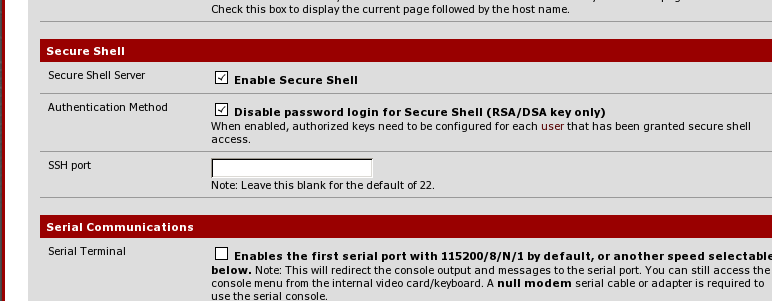 Check this box to display the current page followed by the host name.
Secure Shell
Secure Shell Server
Enable Secure Shell
Authentication Method
Disable password login for Secure Shell (RSA/DSA key only)
When enabled, authorized keys need to be configured for each user that has been granted secure shell
access.
SSH port
Note: Leave this blank for the default of 22.
Serial Communications
Serial Terminal
Enables the first serial port with 115200/8/N/1 by default, or another speed selectable
below. Note: This will redirect the console output and messages to the serial port. You can still access the
console menu from the internal video card/keyboard. A null modem serial cable or adapter is required to
use the serial console.